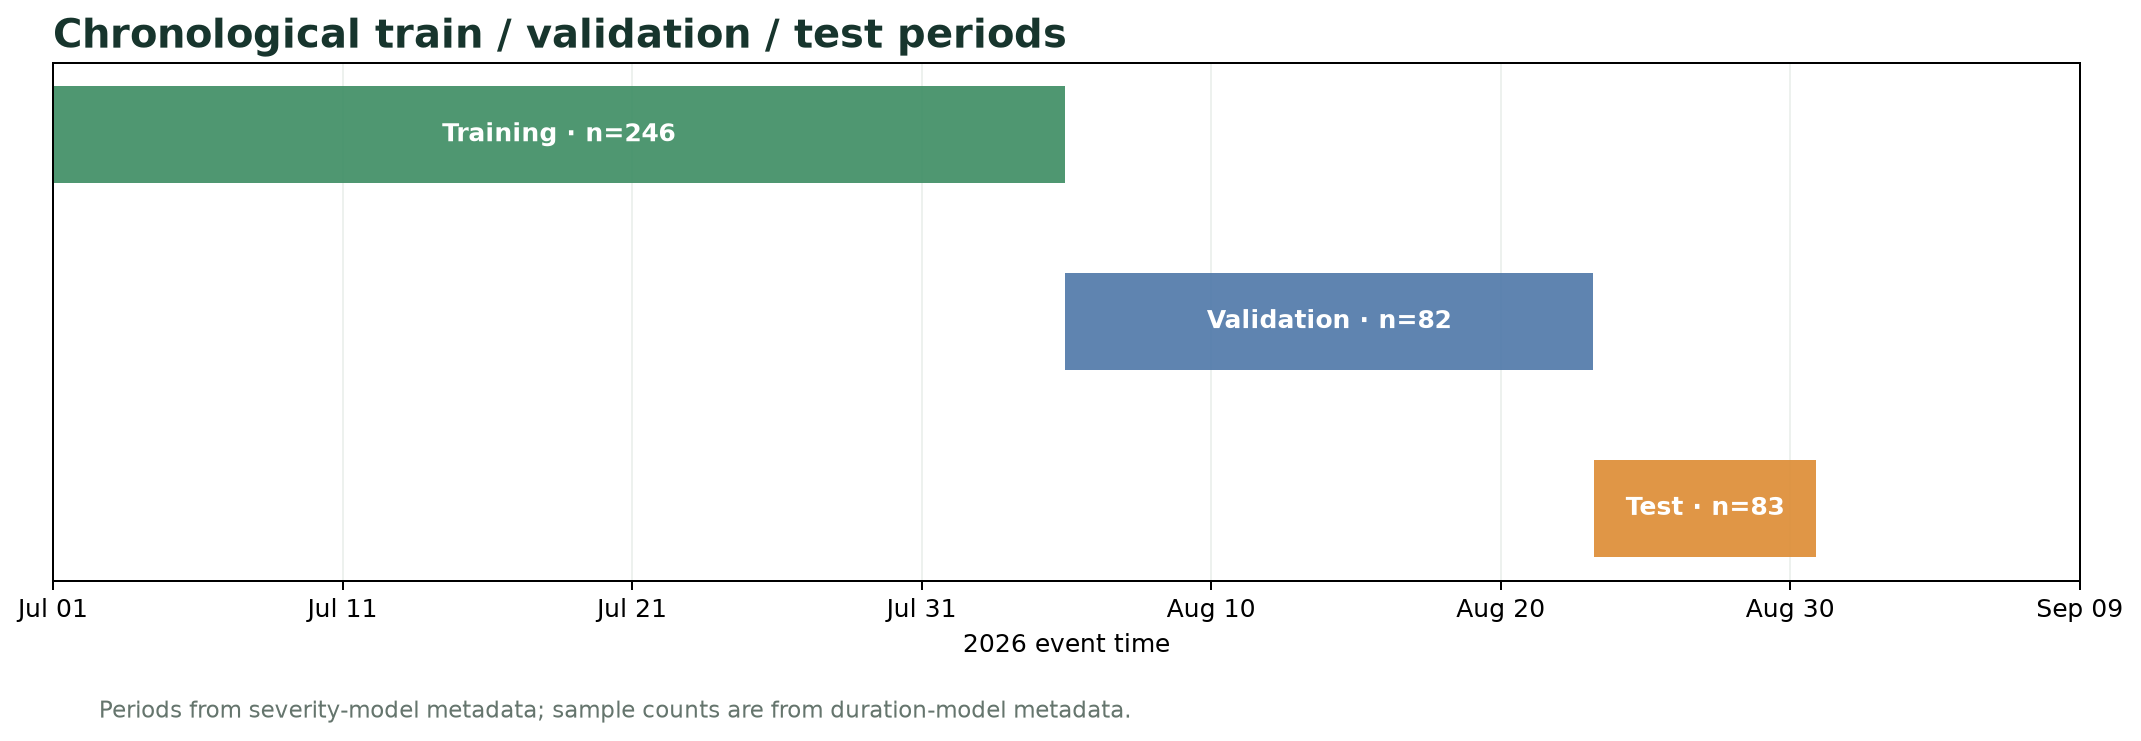 Chronological train / validation / test periods
Training · n=246
Validation · n=82
Test · n=83
Jul 01 Jul 11 Jul 21 Jul 31 Aug 10 Aug 20 Aug 30 Sep 09
2026 event time
Periods from severity-model metadata; sample counts are from duration-model metadata.